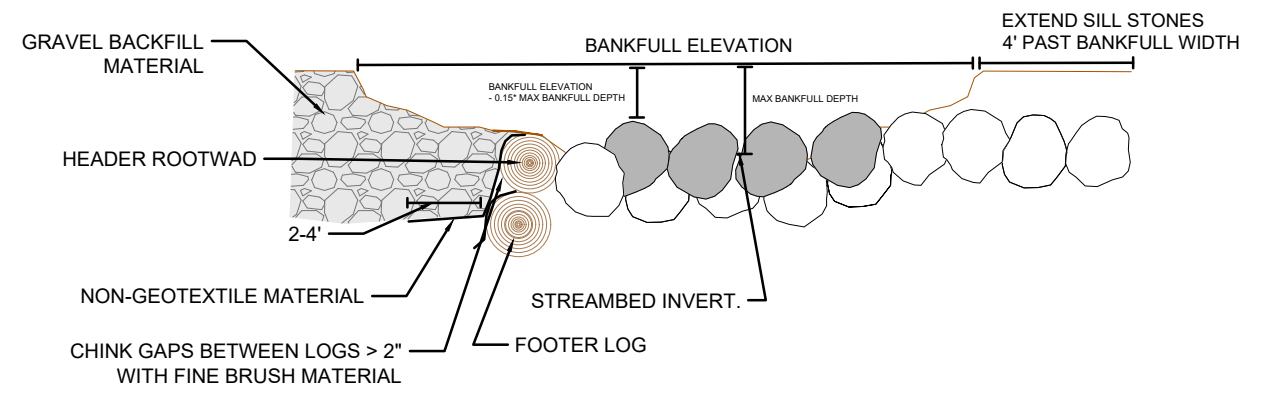 EXTEND SILL STONES
4' PAST BANKFULL WIDTH
GRAVEL BACKFILL
MATERIAL
BANKFULL ELEVATION
BANKFULL ELEVATION
- 0.15* MAX BANKFULL DEPTH
MAX BANKFULL DEPTH
HEADER ROOTWAD
2-4'
NON-GEOTEXTILE MATERIAL
STREAMBED INVERT.
CHINK GAPS BETWEEN LOGS > 2"
WITH FINE BRUSH MATERIAL
FOOTER LOG